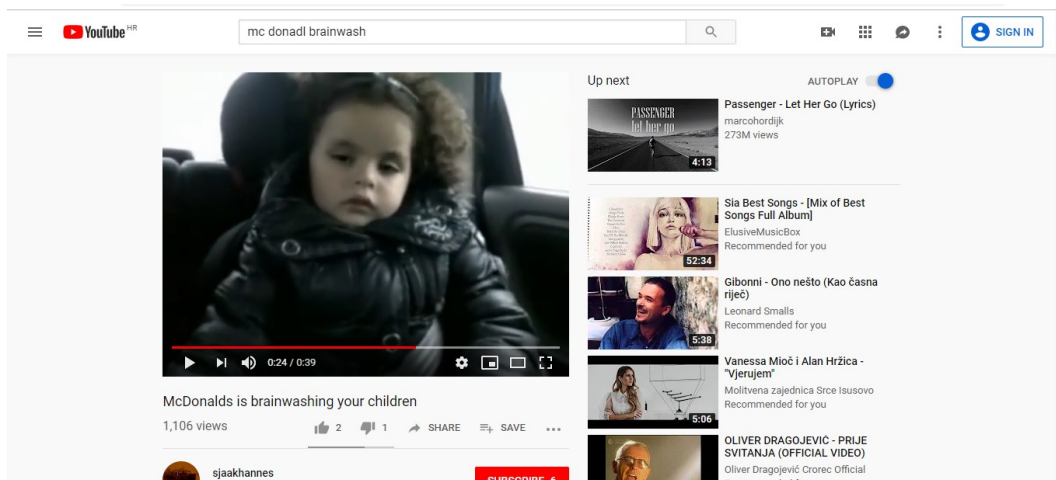 YouTube HR
mc donadl brainwash
SIGN IN
0:24 / 0:39
McDonalds is brainwashing your children
1,106 views
2
1
SHARE
SAVE
sjaakhannes
SUBSCRIBE 6
Up next
AUTOPLAY
PASSENGER
let her go
4:13
Passenger - Let Her Go (Lyrics)
marcohordijk
273M views
52:34
Sia Best Songs - [Mix of Best
Songs Full Album]
ElusiveMusicBox
Recommended for you
5:38
Gibonni - Ono nešto (Kao časna
riječ)
Leonard Smalls
Recommended for you
5:06
Vanessa Mioč i Alan Hržica -
"Vjerujem"
Molitvena zajednica Srce Isusovo
Recommended for you
OLIVER DRAGOJEVIĆ - PRIJE
SVITANJA (OFFICIAL VIDEO)
Oliver Dragojević Crorec Official